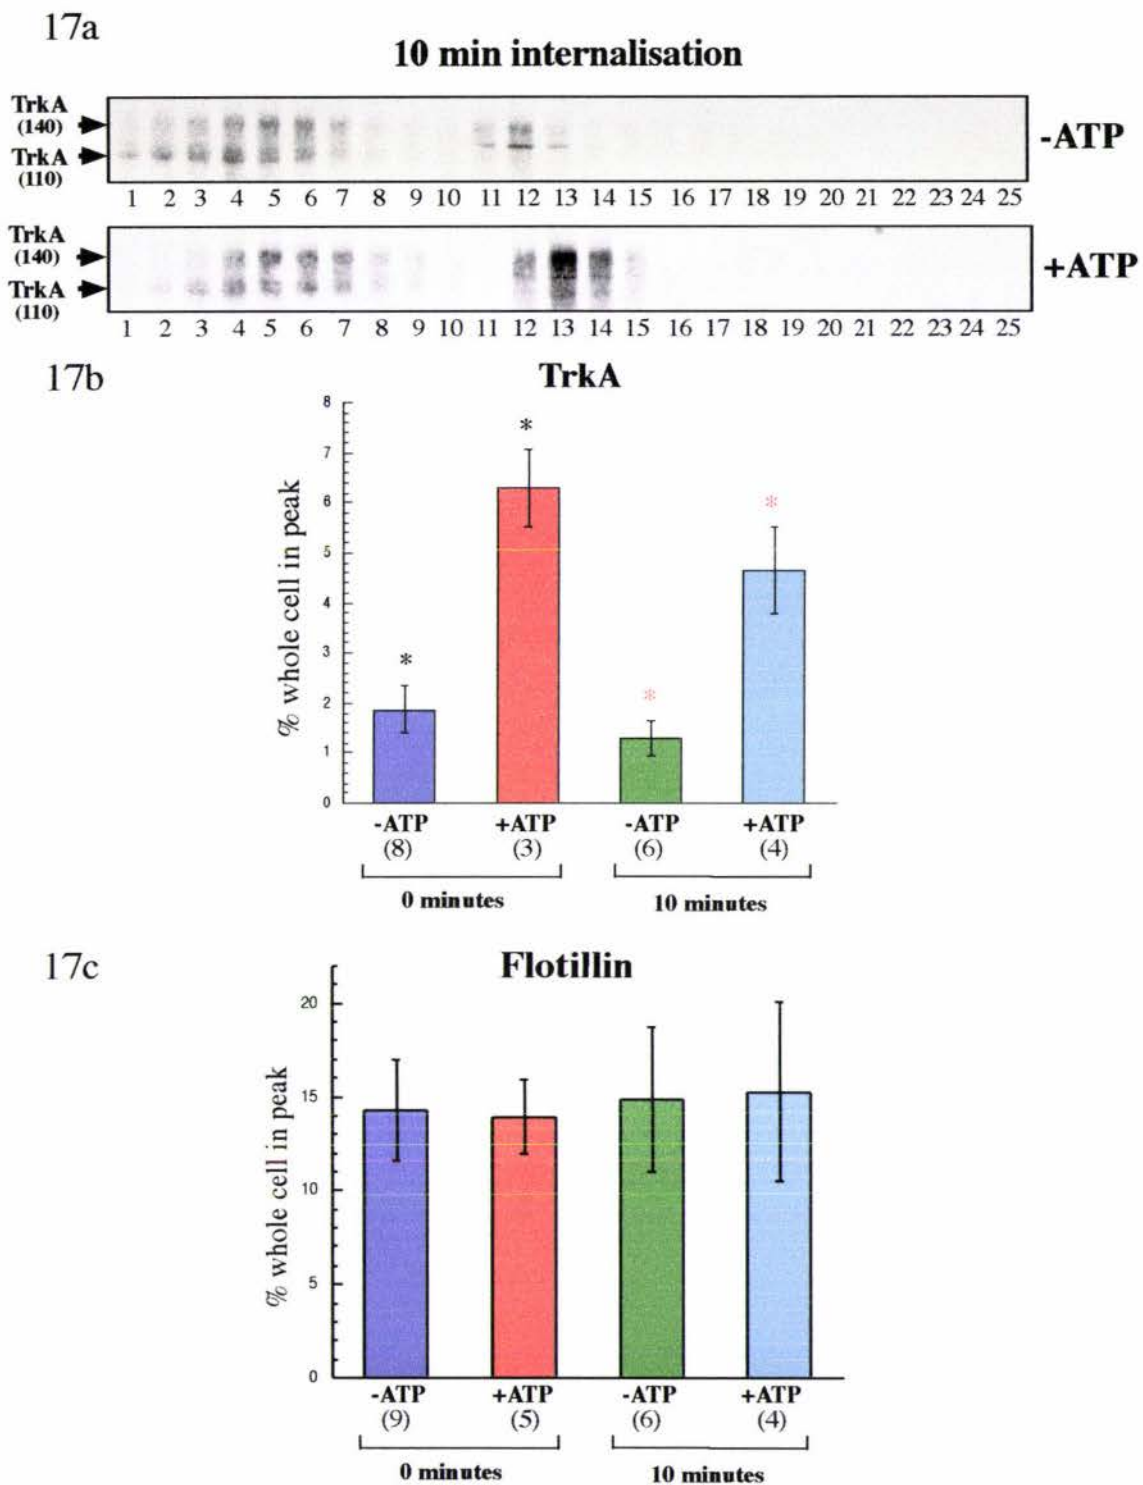 17a
10 min internalisation
TrkA
(140)
TrkA
(110)
-ATP
1 2 3 4 5 6 7 8 9 10 11 12 13 14 15 16 17 18 19 20 21 22 23 24 25
TrkA
(140)
TrkA
(110)
+ATP
1 2 3 4 5 6 7 8 9 10 11 12 13 14 15 16 17 18 19 20 21 22 23 24 25
17b
TrkA
% whole cell in peak
8
7
6
5
4
3
2
1
0
* * * *
-ATP +ATP -ATP +ATP
(8) (3) (6) (4)
0 minutes 10 minutes
17c
Flotillin
% whole cell in peak
20
15
10
5
0
-ATP +ATP -ATP +ATP
(9) (5) (6) (4)
0 minutes 10 minutes